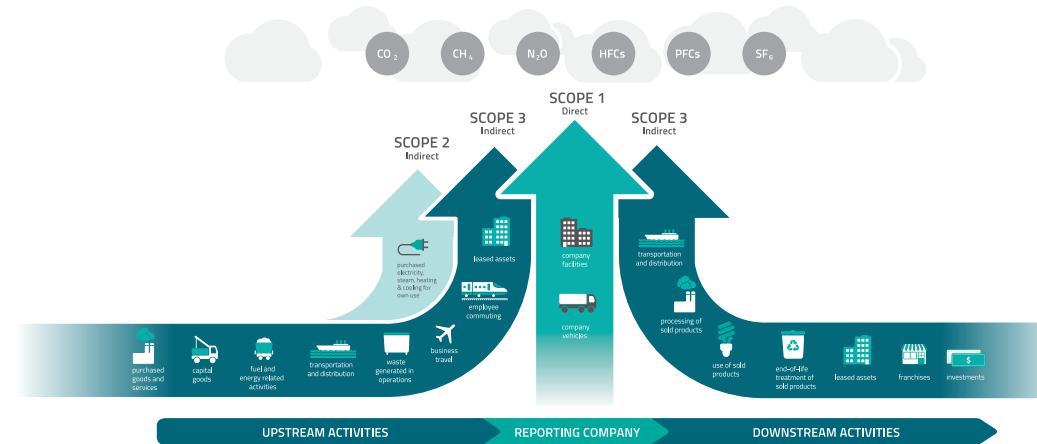 CO₂
CH₄
N₂O
HFCs
PFCs
SF₆
SCOPE 1
Direct
SCOPE 3
Indirect
SCOPE 3
Indirect
SCOPE 2
Indirect
purchased
electricity,
steam, heating
& cooling for
own use
leased assets
employee
commuting
business
travel
waste
generated in
operations
transportation
and distribution
fuel and
energy related
activities
capital
goods
purchased
goods and
services
company
facilities
company
vehicles
transportation
and distribution
processing of
sold products
use of sold
products
end-of-life
treatment of
sold products
leased assets
franchises
$
investments
UPSTREAM ACTIVITIES
REPORTING COMPANY
DOWNSTREAM ACTIVITIES